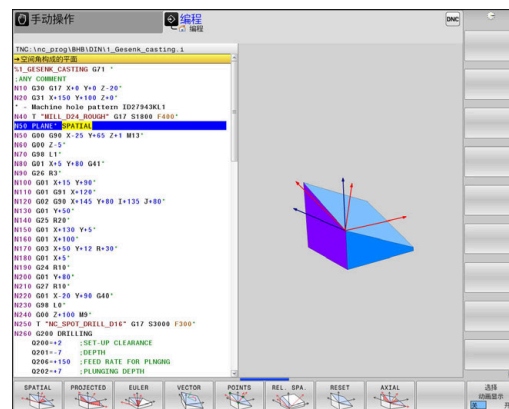 手动操作
编程
编程
DNC
TNC:\nc_prog\BHB\DIN\1_Gesenk_casting.i
→空间角构成的平面
%1_GESENK_CASTING G71 *
;ANY COMMENT
N10 G30 G17 X+0 Y+0 Z-20*
N20 G31 X+150 Y+100 Z+0*
* - Machine hole pattern ID27943KL1
N40 T "MILL_D24_ROUGH" G17 S1800 F400*
N50 PLANE* SPATIAL
N50 G00 G90 X-25 Y+65 Z+1 M13*
N60 G00 Z-5*
N70 G98 L1*
N80 G01 X+5 Y+80 G41*
N90 G26 R3*
N100 G01 X+15 Y+90*
N110 G01 G91 X+120*
N120 G02 G90 X+145 Y+80 I+135 J+80*
N130 G01 Y+50*
N140 G25 R20*
N150 G01 X+130 Y+5*
N160 G01 X+100*
N170 G03 X+50 Y+12 R+30*
N180 G01 X+5*
N190 G24 R10*
N200 G01 Y+80*
N210 G27 R10*
N220 G01 X-20 Y+90 G40*
N230 G98 L0*
N240 G00 Z+100 M9*
N250 T "NC_SPOT_DRILL_D16" G17 S3000 F300*
N260 G200 DRILLING
Q200=+2 ;SET-UP CLEARANCE
Q201=-7 ;DEPTH
Q206=+150 ;FEED RATE FOR PLNGNG
Q202=+7 ;PLUNGING DEPTH
SPATIAL
PROJECTED
EULER
VECTOR
POINTS
REL. SPA.
RESET
AXIAL
选择
动画显示
关 开